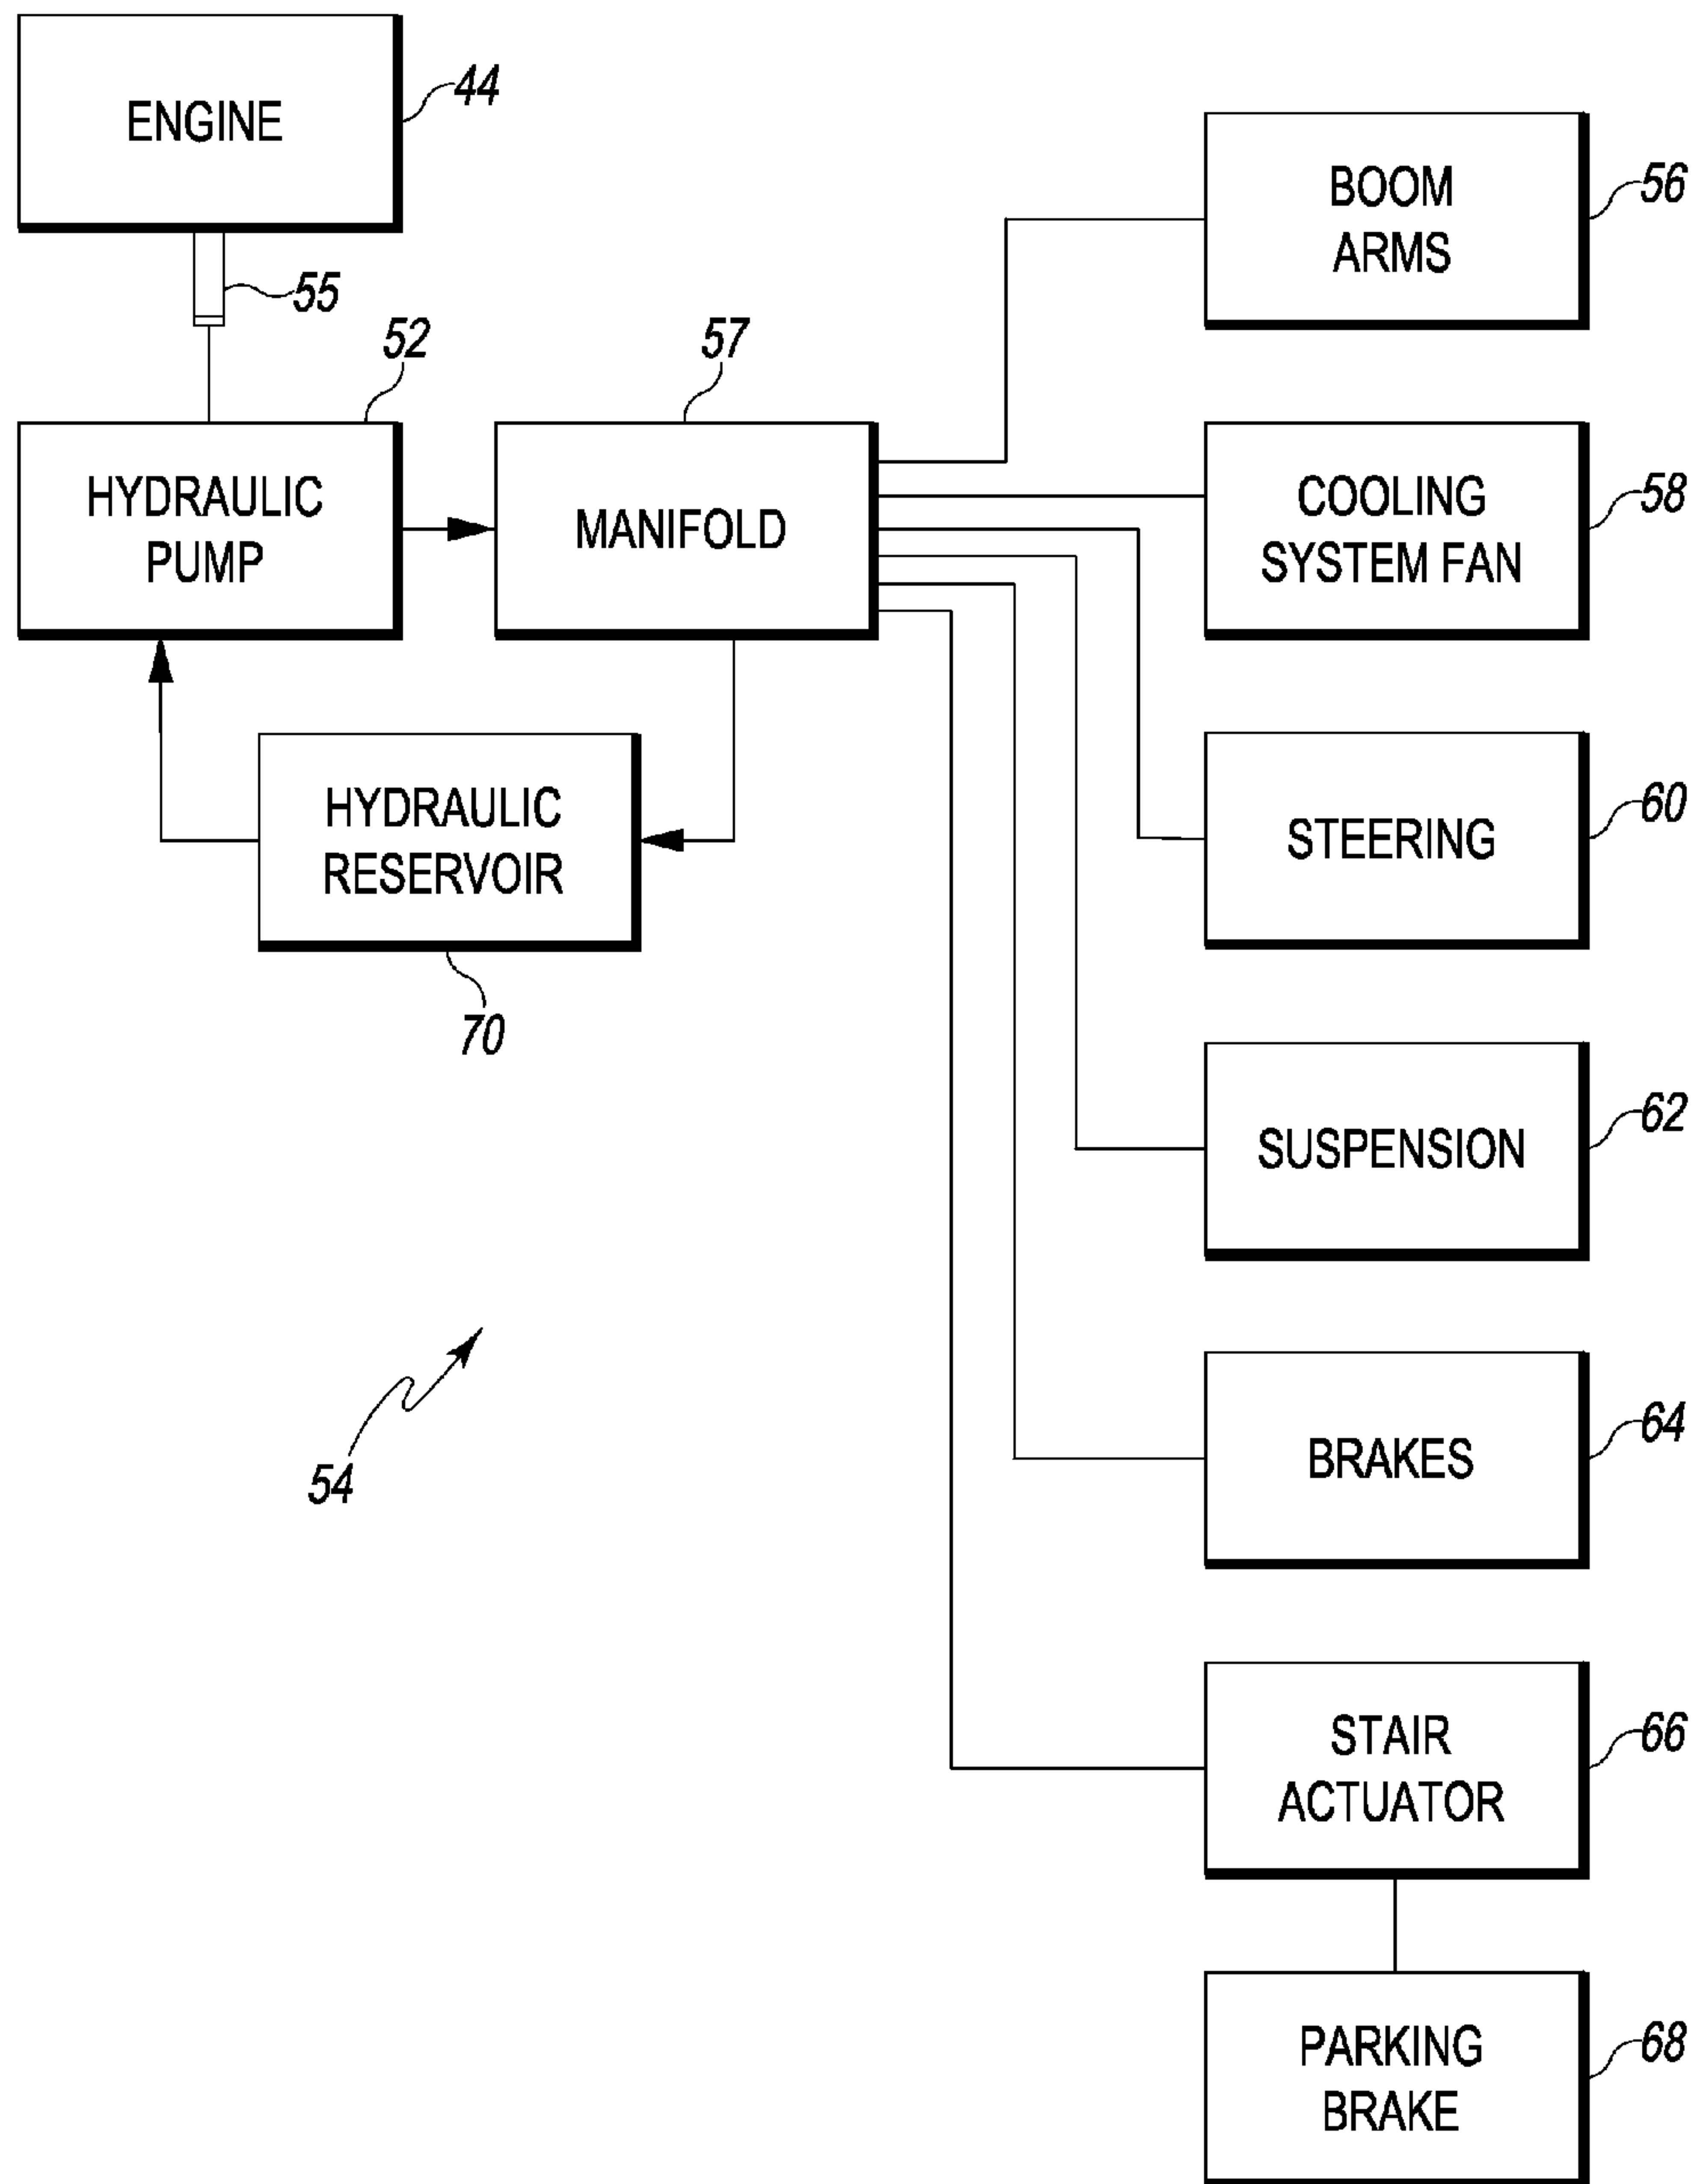 ENGINE
44
55
52
57
HYDRAULIC
PUMP
MANIFOLD
HYDRAULIC
RESERVOIR
70
54
BOOM
ARMS
56
COOLING
SYSTEM FAN
58
STEERING
60
SUSPENSION
62
BRAKES
64
STAIR
ACTUATOR
66
PARKING
BRAKE
68